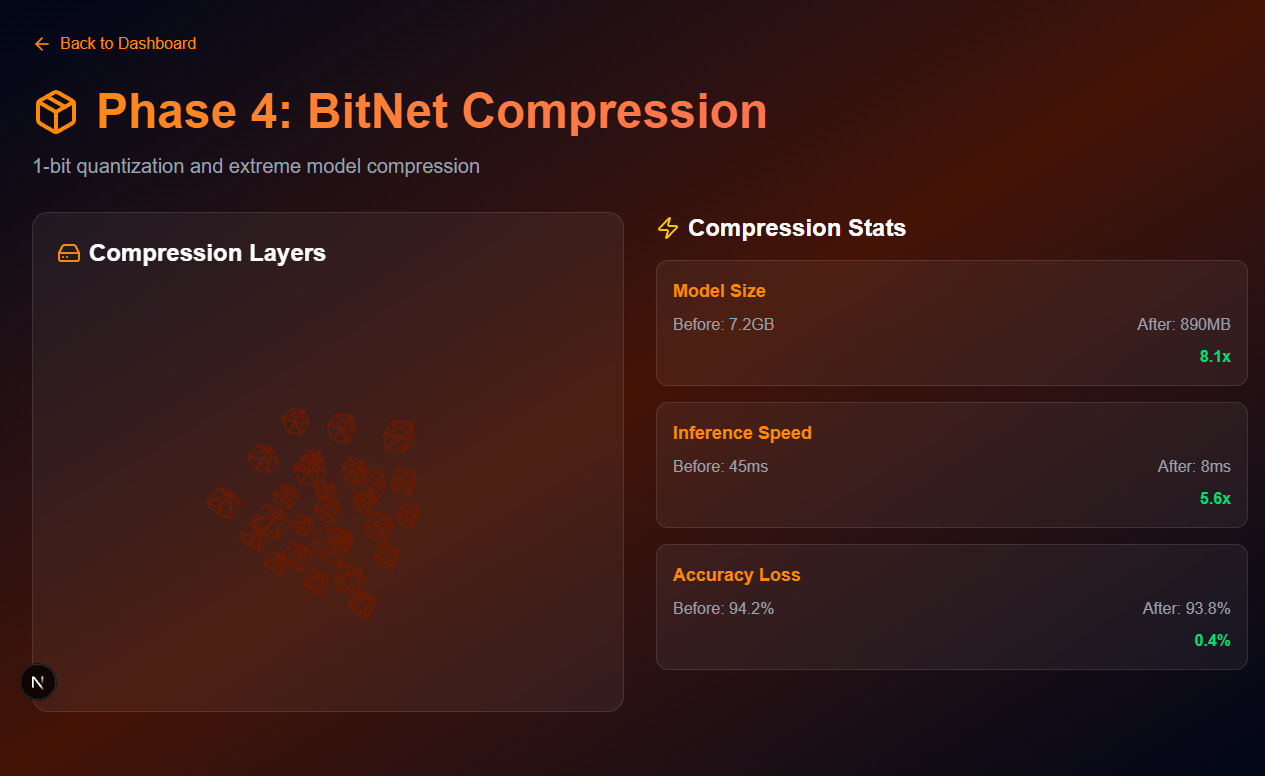 Back to Dashboard
Phase 4: BitNet Compression
1-bit quantization and extreme model compression
Compression Layers
N
Compression Stats
Model Size
Before: 7.2GB After: 890MB
8.1x
Inference Speed
Before: 45ms After: 8ms
5.6x
Accuracy Loss
Before: 94.2% After: 93.8%
0.4%